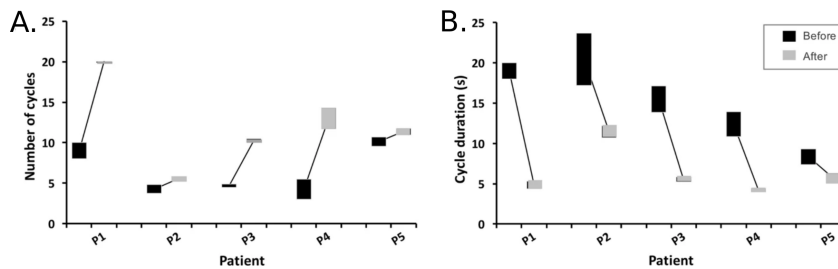 A.
25
20
15
10
5
0
Number of cycles
P1 P2 P3 P4 P5
Patient
B.
25
20
15
10
5
0
Cycle duration (s)
P1 P2 P3 P4 P5
Patient
Before
After